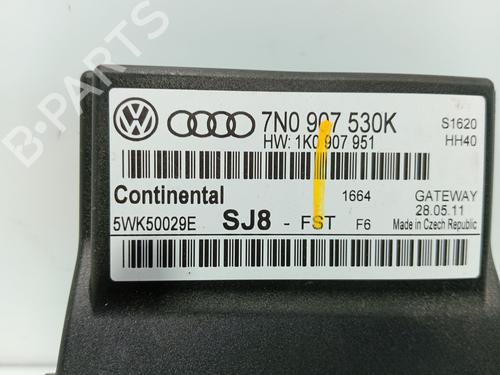 B-PARTS
7N0 907 530K
S1620
HW: 1K0 907 951
HH40
Continental
1664
GATEWAY
28.05.11
5WK50029E
SJ8 - FST F6
Made in Czech Republic